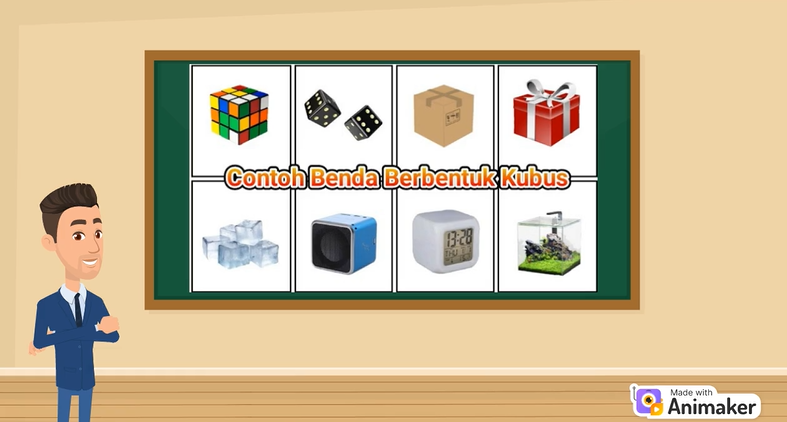 Contoh Benda Berbentuk Kubus
13:28
Made with
Animaker